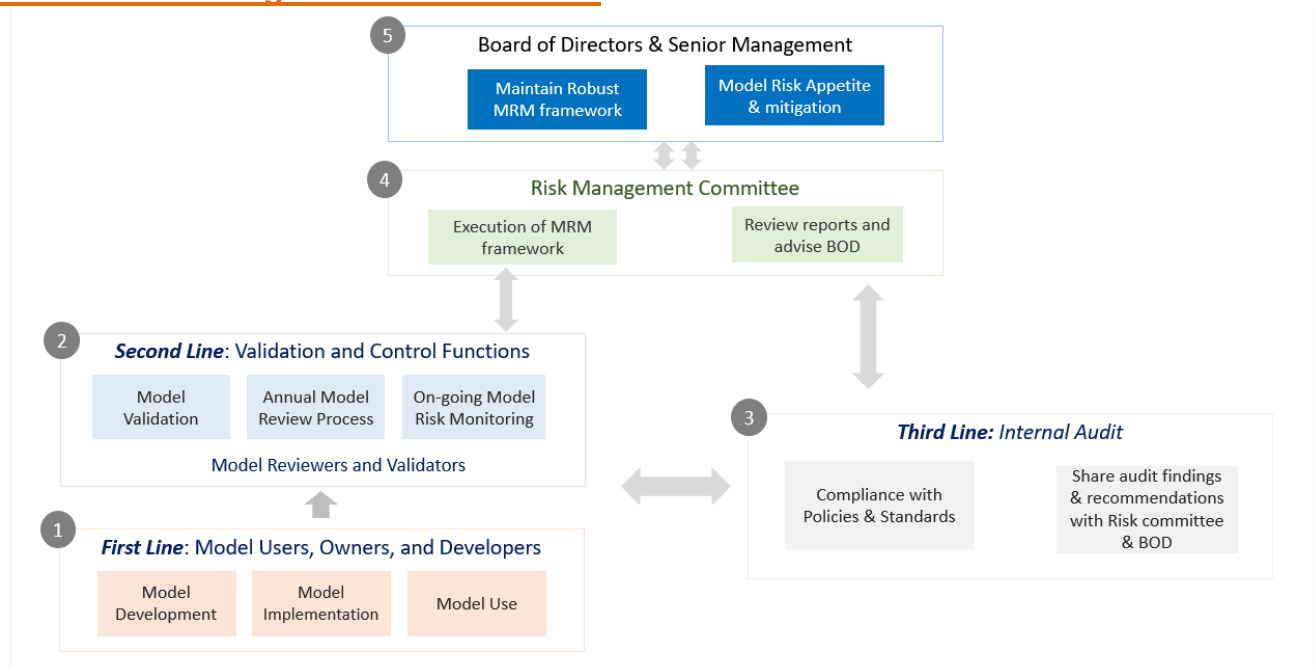 5
Board of Directors & Senior Management
Maintain Robust
MRM framework
Model Risk Appetite
& mitigation
4
Risk Management Committee
Execution of MRM
framework
Review reports and
advise BOD
2
Second Line: Validation and Control Functions
Model
Validation
Annual Model
Review Process
On-going Model
Risk Monitoring
Model Reviewers and Validators
3
Third Line: Internal Audit
Compliance with
Policies & Standards
Share audit findings
& recommendations
with Risk committee
& BOD
1
First Line: Model Users, Owners, and Developers
Model
Development
Model
Implementation
Model Use